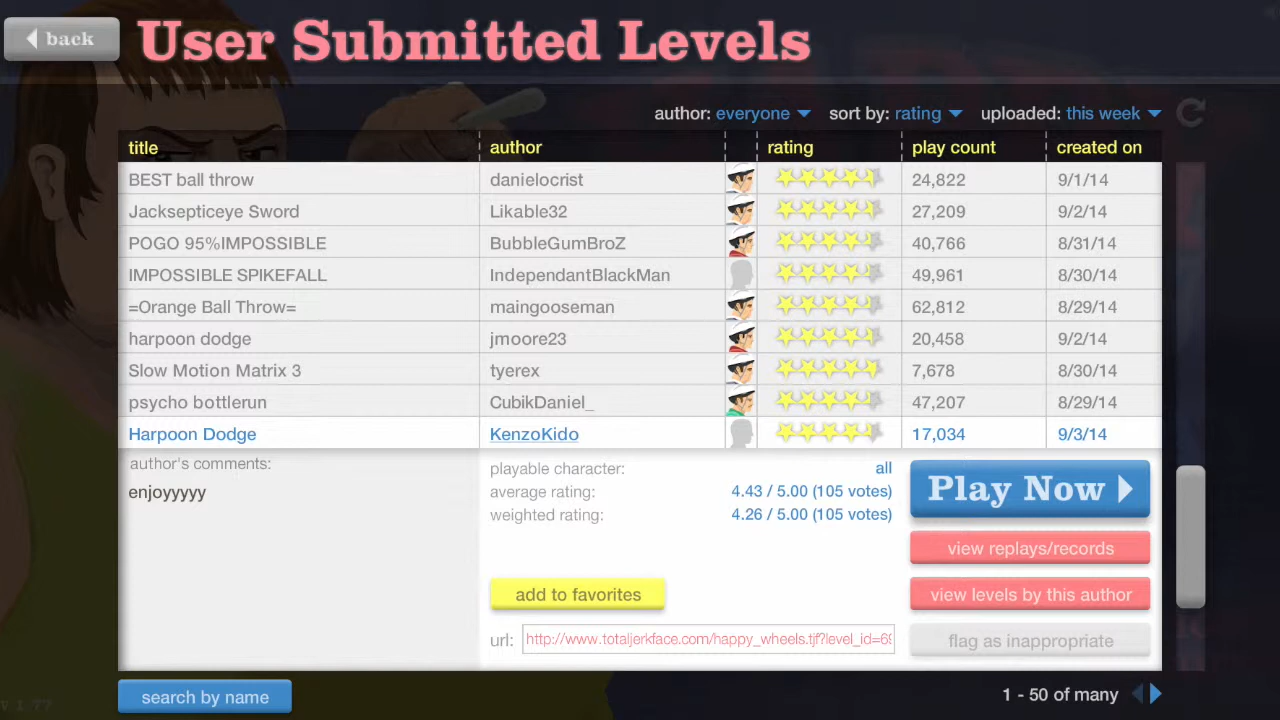 back
User Submitted Levels
author: everyone sort by: rating uploaded: this week
title author rating play count created on
BEST ball throw danielocrist 24,822 9/1/14
Jacksepticeye Sword Likable32 27,209 9/2/14
POGO 95%IMPOSSIBLE BubbleGumBroZ 40,766 8/31/14
IMPOSSIBLE SPIKEFALL IndependantBlackMan 49,961 8/30/14
=Orange Ball Throw= maingooseman 62,812 8/29/14
harpoon dodge jmoore23 20,458 9/2/14
Slow Motion Matrix 3 tyerex 7,678 8/30/14
psycho bottlerun CubikDaniel_ 47,207 8/29/14
Harpoon Dodge KenzoKido 17,034 9/3/14
author's comments:
enjoyyyyy
playable character: all
average rating: 4.43 / 5.00 (105 votes)
weighted rating: 4.26 / 5.00 (105 votes)
add to favorites
url: http://www.totaljerkface.com/happy_wheels.tjf?level_id=69
Play Now
view replays/records
view levels by this author
flag as inappropriate
search by name
1 - 50 of many
v 1.77